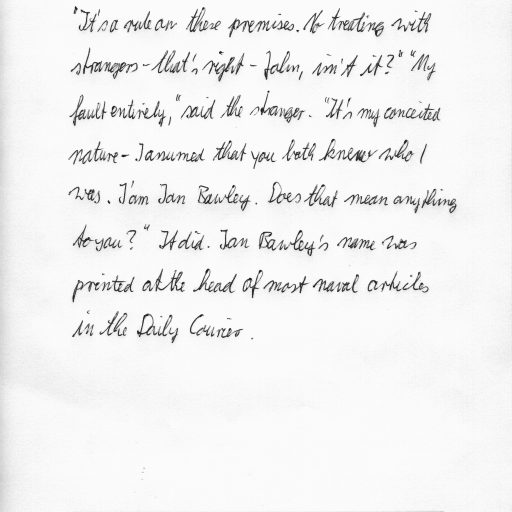 "It's a rule on these premises. No treating with
strangers - that's right - John, isn't it?" "My
fault entirely," said the stranger. "It's my conceited
nature - I assumed that you both knew who I
was. I'am Ian Bawley. Does that mean anything
to you?" It did. Ian Bawley's name was
printed at the head of most naval articles
in the Daily Courier.